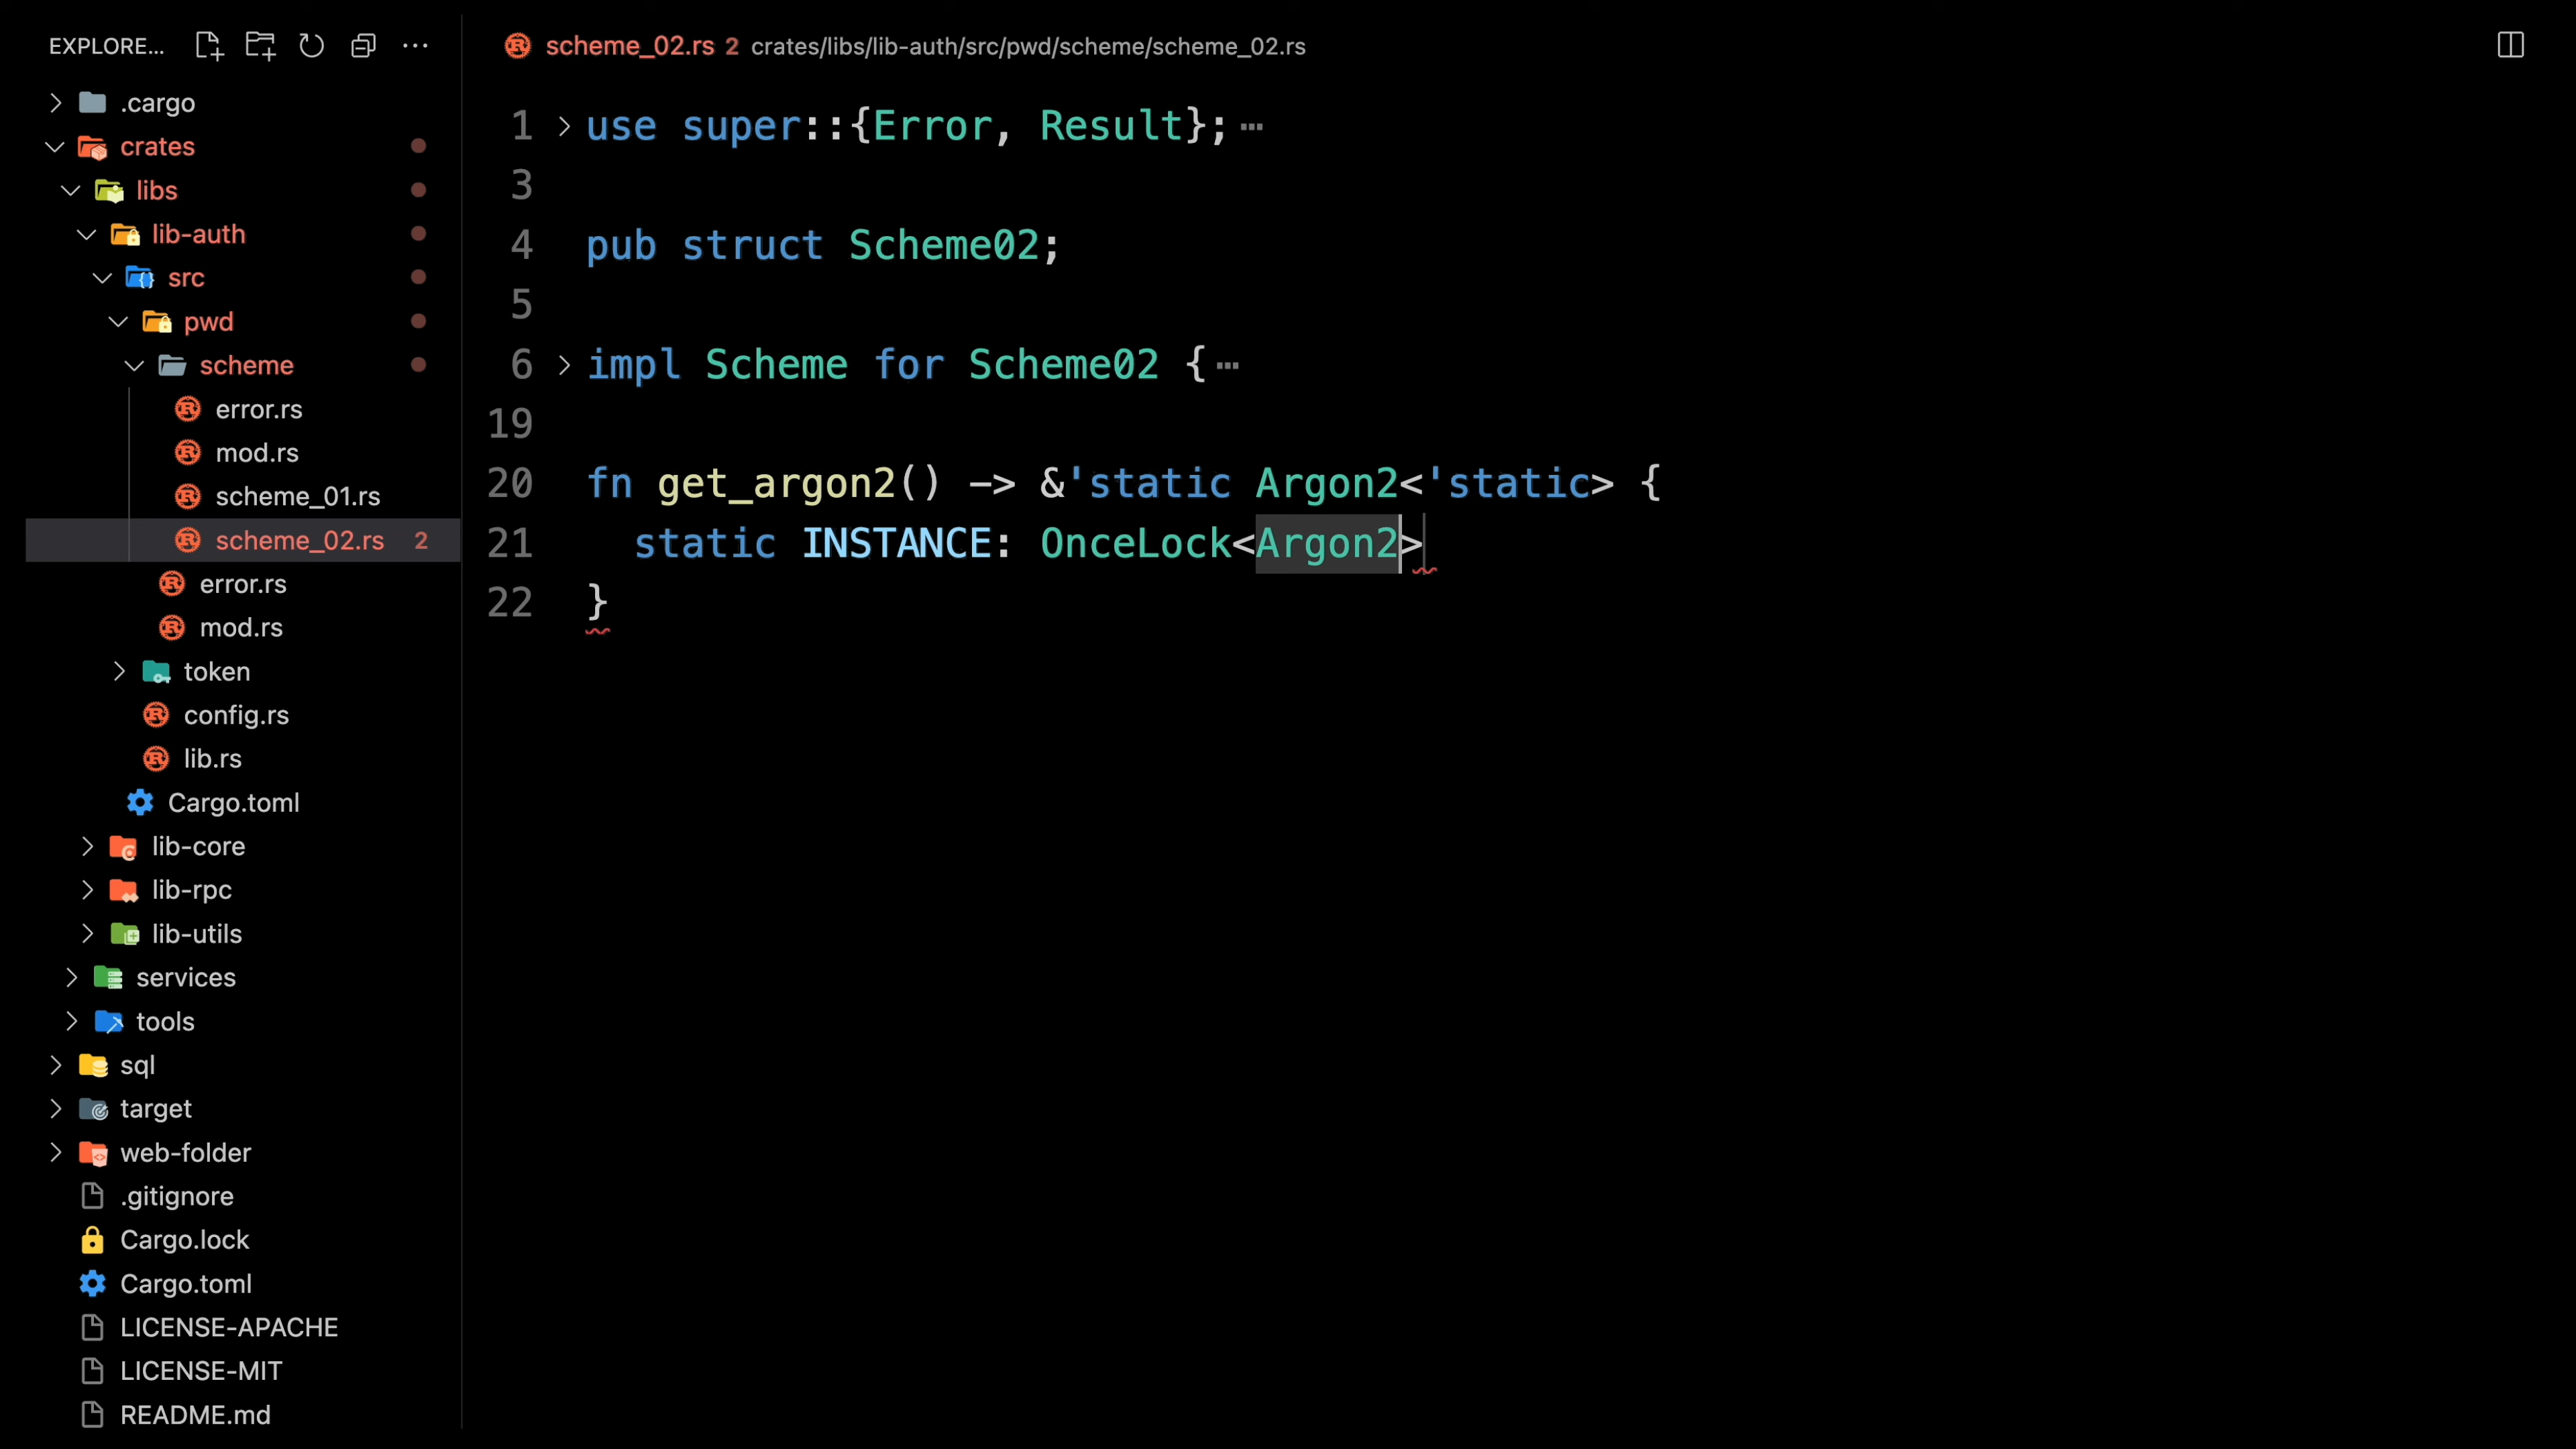 EXPLORE...
.cargo
crates
libs
lib-auth
src
pwd
scheme
error.rs
mod.rs
scheme_01.rs
scheme_02.rs 2
error.rs
mod.rs
token
config.rs
lib.rs
Cargo.toml
lib-core
lib-rpc
lib-utils
services
tools
sql
target
web-folder
.gitignore
Cargo.lock
Cargo.toml
LICENSE-APACHE
LICENSE-MIT
README.md
scheme_02.rs 2 crates/libs/lib-auth/src/pwd/scheme/scheme_02.rs
1 > use super::{Error, Result}; ⋯
3
4 pub struct Scheme02;
5
6 > impl Scheme for Scheme02 { ⋯
19
20 fn get_argon2() -> &'static Argon2<'static> {
21 static INSTANCE: OnceLock<Argon2>
22 }